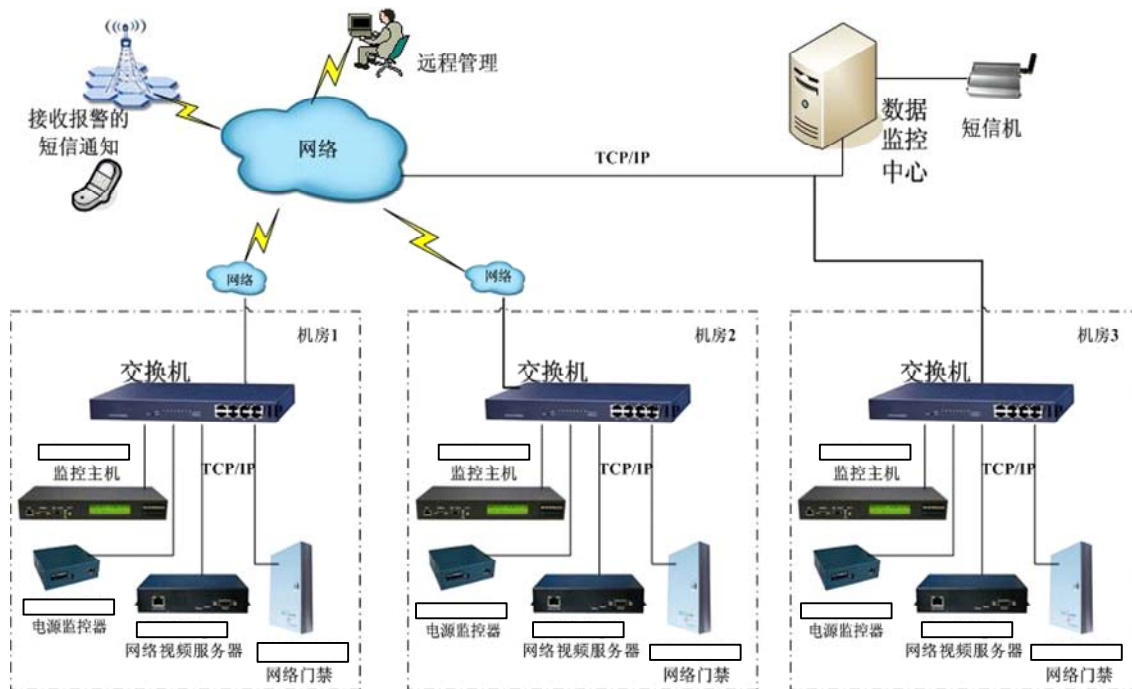 远程管理
接收报警的
短信通知
网络
TCP/IP
数据
监控
中心
短信机
网络
网络
机房1
交换机
TCP/IP
监控主机
电源监控器
网络视频服务器
网络门禁
机房2
交换机
TCP/IP
监控主机
电源监控器
网络视频服务器
网络门禁
机房3
交换机
TCP/IP
监控主机
电源监控器
网络视频服务器
网络门禁